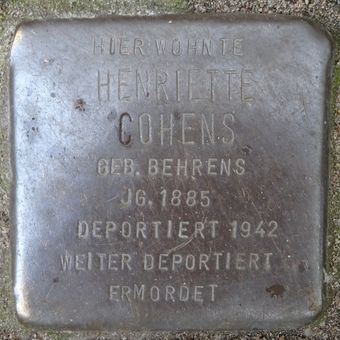 HIER WOHNTE
HENRIETTE
COHENS
GEB. BEHRENS
JG. 1885
DEPORTIERT 1942
WEITER DEPORTIERT
ERMORDET